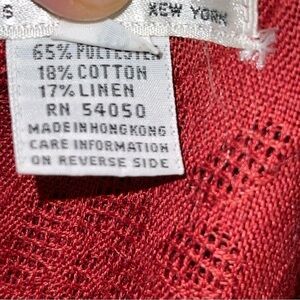 S NEW YORK
65% POLYESTER
18% COTTON
17% LINEN
RN 54050
MADE IN HONG KONG
CARE INFORMATION
ON REVERSE SIDE